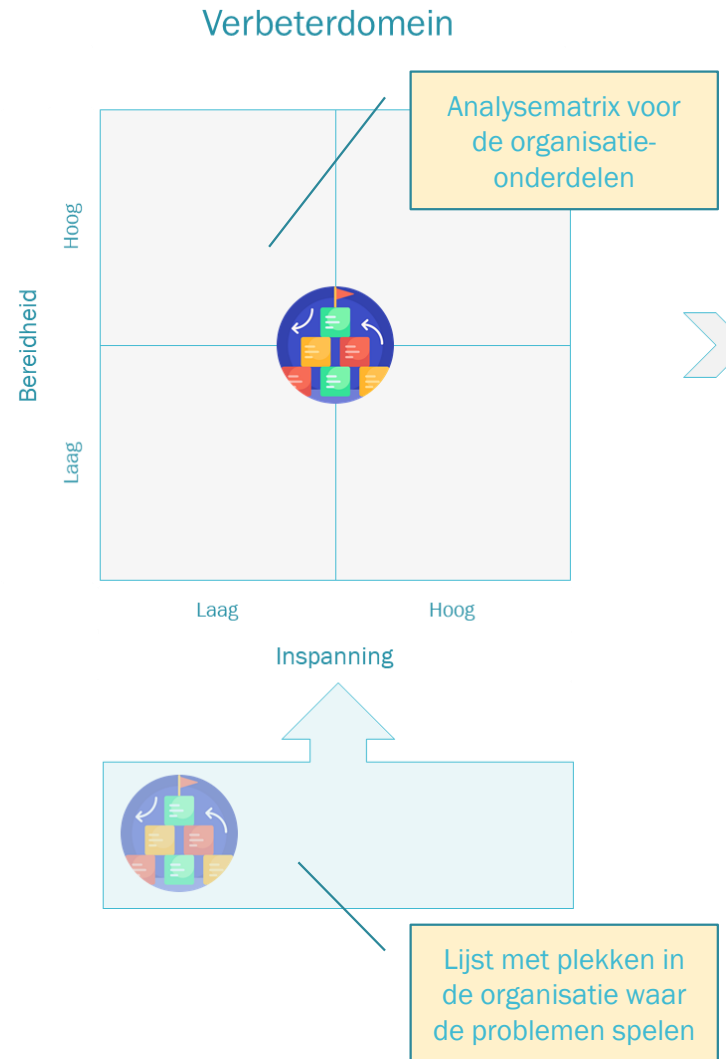 Verbeterdomein
Analysematrix voor
de organisatie-
onderdelen
Hoog
Bereidheid
Laag
Laag
Hoog
Inspanning
Lijst met plekken in
de organisatie waar
de problemen spelen